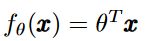 f_θ(𝒙) = θ^T 𝒙